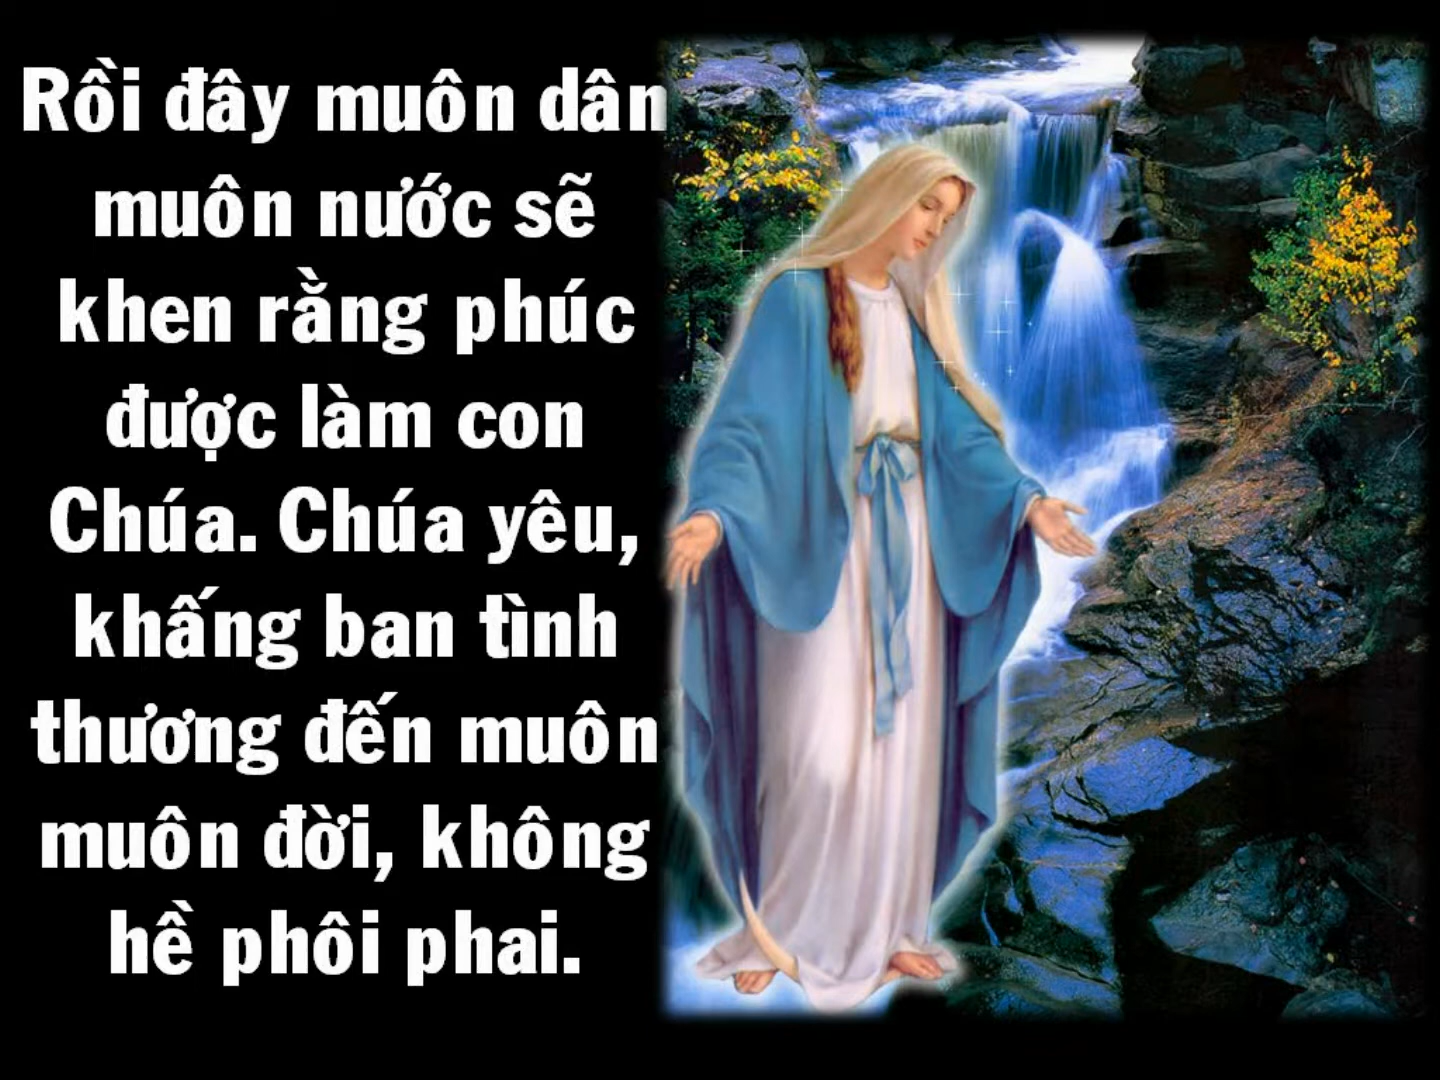 Rồi đây muôn dân
muôn nước sẽ
khen rằng phúc
được làm con
Chúa. Chúa yêu,
khấng ban tình
thương đến muôn
muôn đời, không
hề phôi phai.